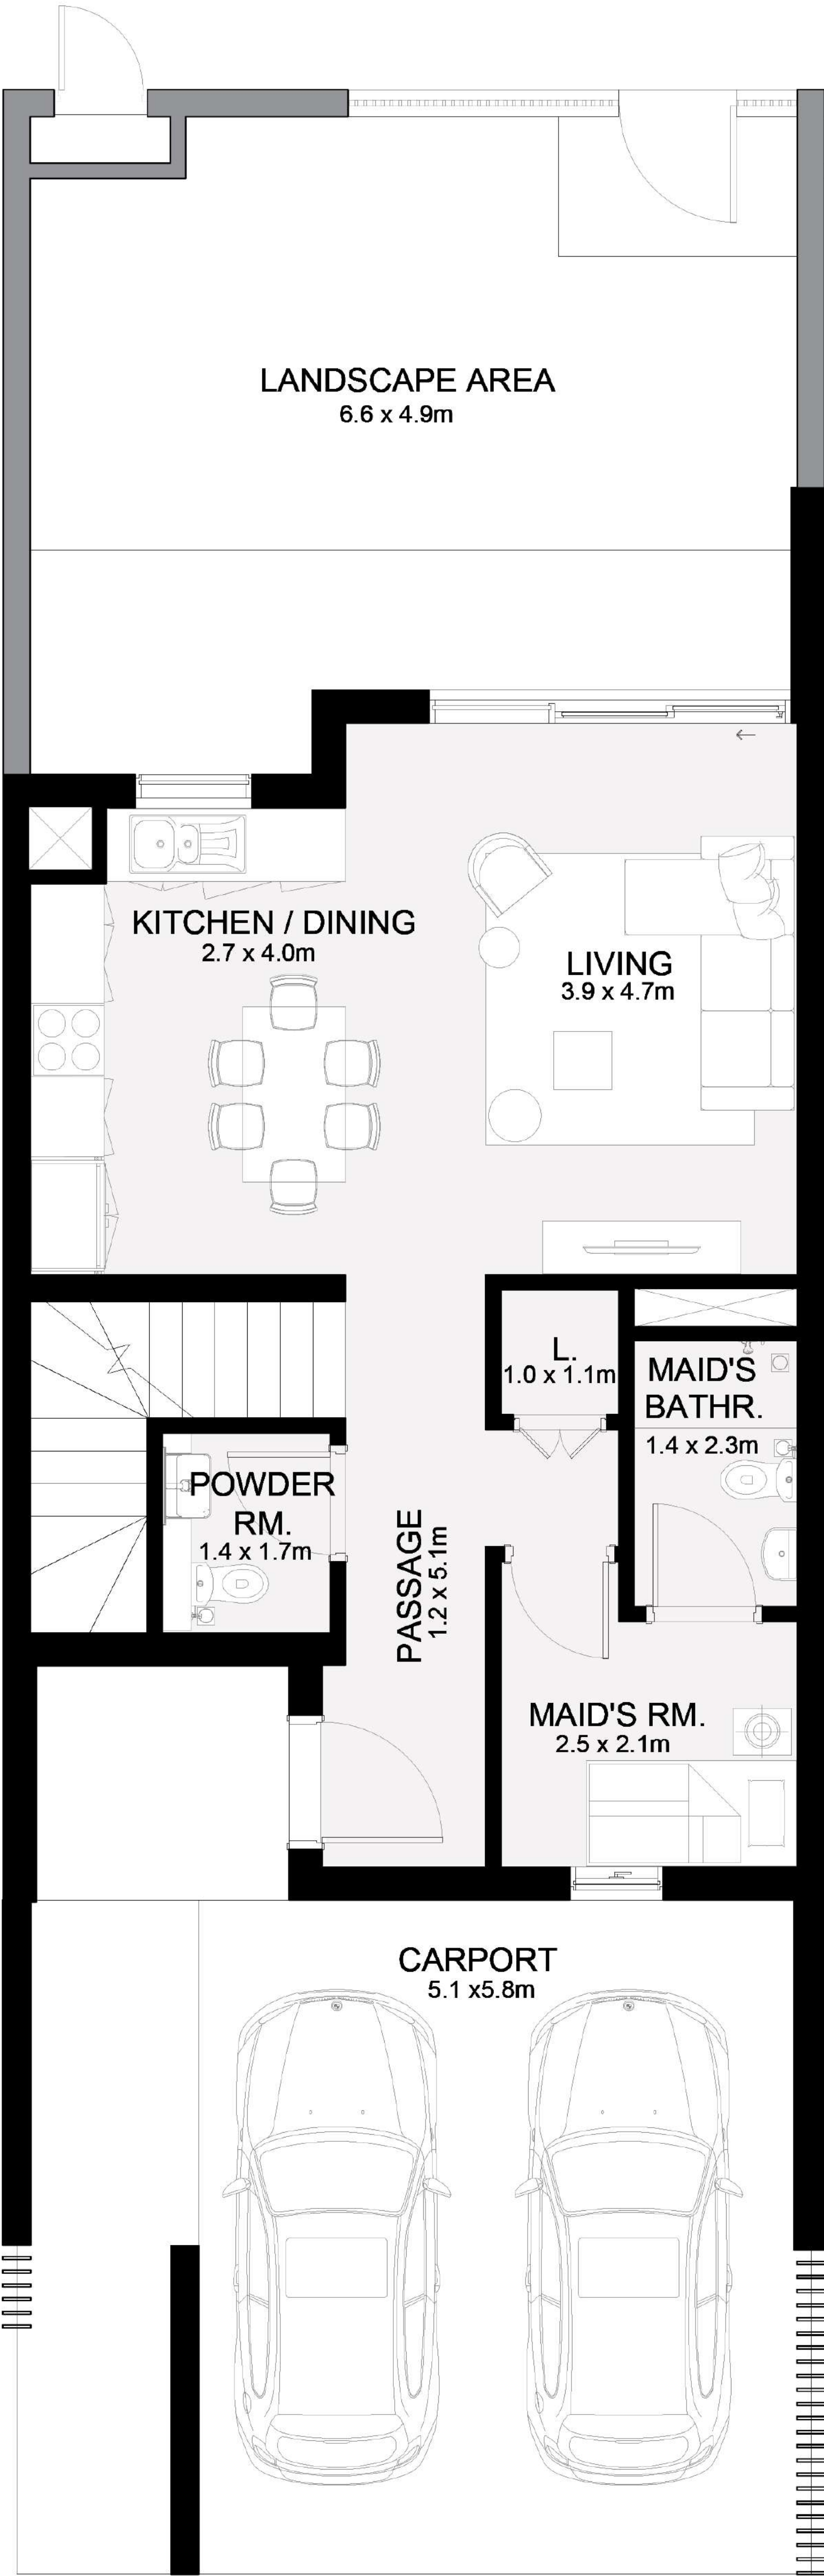 LANDSCAPE AREA
6.6 x 4.9m
KITCHEN / DINING
2.7 x 4.0m
LIVING
3.9 x 4.7m
L.
1.0 x 1.1m
MAID'S
BATHR.
1.4 x 2.3m
POWDER
RM.
1.4 x 1.7m
PASSAGE
1.2 x 5.1m
MAID'S RM.
2.5 x 2.1m
CARPORT
5.1 x5.8m